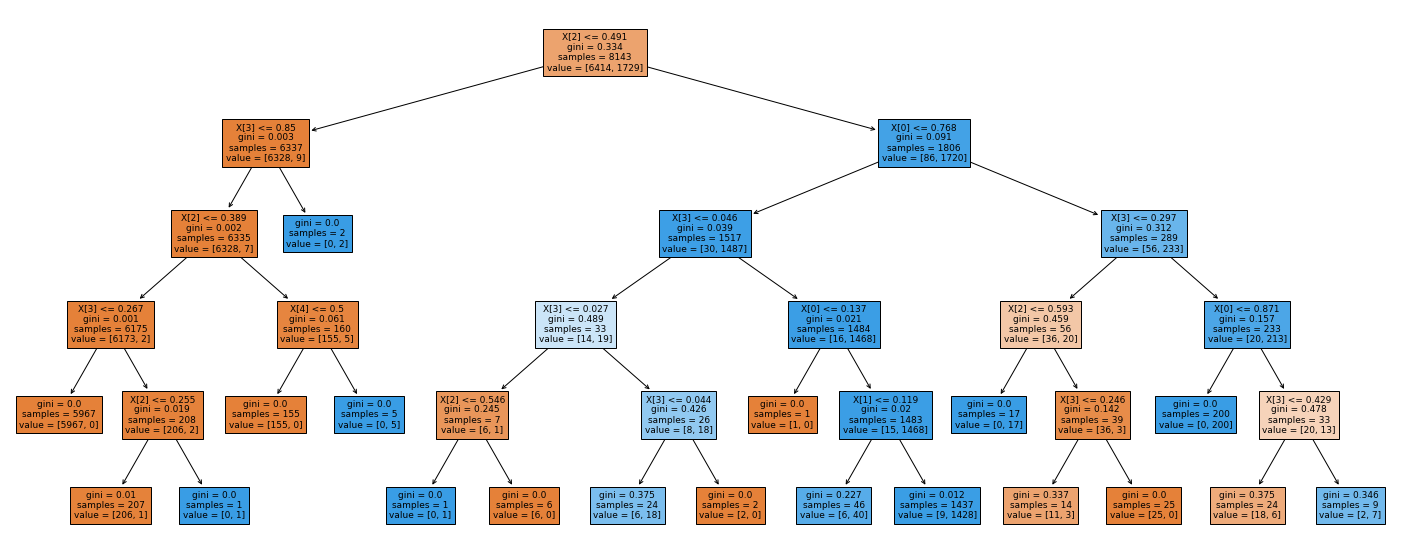 X[2] <= 0.491
gini = 0.334
samples = 8143
value = [6414, 1729]
X[3] <= 0.85
gini = 0.003
samples = 6337
value = [6328, 9]
X[0] <= 0.768
gini = 0.091
samples = 1806
value = [86, 1720]
X[2] <= 0.389
gini = 0.002
samples = 6335
value = [6328, 7]
gini = 0.0
samples = 2
value = [0, 2]
X[3] <= 0.046
gini = 0.039
samples = 1517
value = [30, 1487]
X[3] <= 0.297
gini = 0.312
samples = 289
value = [56, 233]
X[3] <= 0.267
gini = 0.001
samples = 6175
value = [6173, 2]
X[4] <= 0.5
gini = 0.061
samples = 160
value = [155, 5]
X[3] <= 0.027
gini = 0.489
samples = 33
value = [14, 19]
X[0] <= 0.137
gini = 0.021
samples = 1484
value = [16, 1468]
X[2] <= 0.593
gini = 0.459
samples = 56
value = [36, 20]
X[0] <= 0.871
gini = 0.157
samples = 233
value = [20, 213]
gini = 0.0
samples = 5967
value = [5967, 0]
X[2] <= 0.255
gini = 0.019
samples = 208
value = [206, 2]
gini = 0.0
samples = 155
value = [155, 0]
gini = 0.0
samples = 5
value = [0, 5]
X[2] <= 0.546
gini = 0.245
samples = 7
value = [6, 1]
X[3] <= 0.044
gini = 0.426
samples = 26
value = [8, 18]
gini = 0.0
samples = 1
value = [1, 0]
X[1] <= 0.119
gini = 0.02
samples = 1483
value = [15, 1468]
gini = 0.0
samples = 17
value = [0, 17]
X[3] <= 0.246
gini = 0.142
samples = 39
value = [36, 3]
gini = 0.0
samples = 200
value = [0, 200]
X[3] <= 0.429
gini = 0.478
samples = 33
value = [20, 13]
gini = 0.01
samples = 207
value = [206, 1]
gini = 0.0
samples = 1
value = [0, 1]
gini = 0.0
samples = 1
value = [0, 1]
gini = 0.0
samples = 6
value = [6, 0]
gini = 0.375
samples = 24
value = [6, 18]
gini = 0.0
samples = 2
value = [2, 0]
gini = 0.227
samples = 46
value = [6, 40]
gini = 0.012
samples = 1437
value = [9, 1428]
gini = 0.337
samples = 14
value = [11, 3]
gini = 0.0
samples = 25
value = [25, 0]
gini = 0.375
samples = 24
value = [18, 6]
gini = 0.346
samples = 9
value = [2, 7]